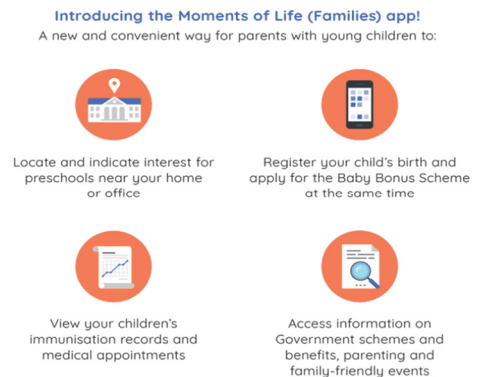 Introducing the Moments of Life (Families) app!
A new and convenient way for parents with young children to:
Locate and indicate interest for
preschools near your home
or office
Register your child's birth and
apply for the Baby Bonus Scheme
at the same time
View your children's
immunisation records and
medical appointments
Access information on
Government schemes and
benefits, parenting and
family-friendly events